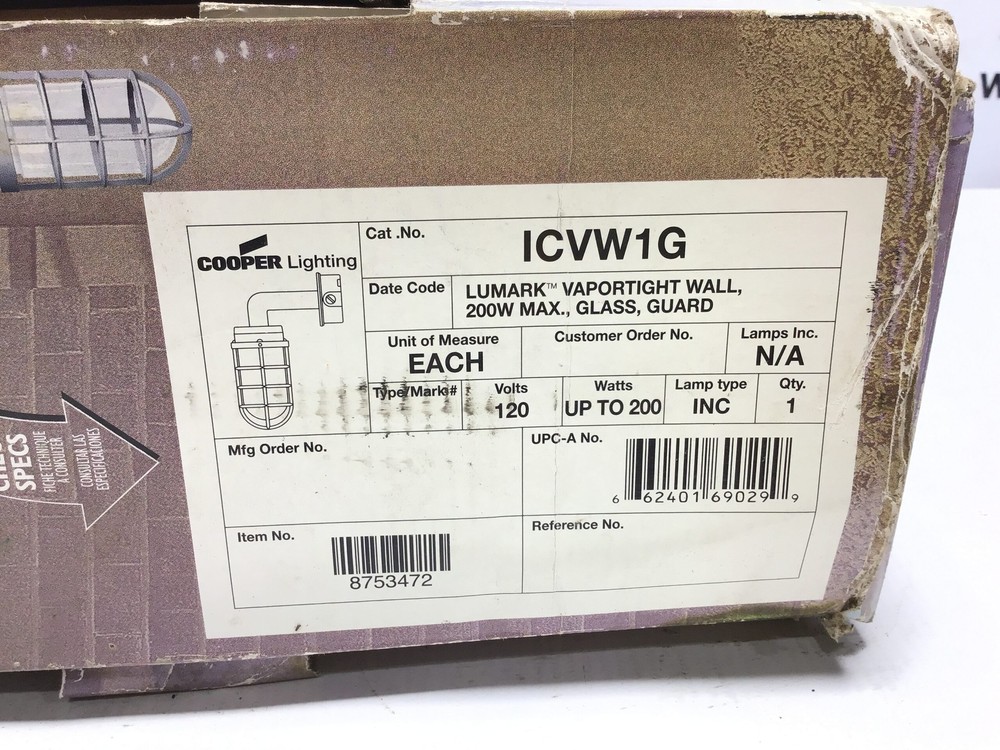 COOPER Lighting
Cat .No.
ICVW1G
Date Code
LUMARK™ VAPORTIGHT WALL,
200W MAX., GLASS, GUARD
Unit of Measure
EACH
Customer Order No.
Lamps Inc.
N/A
Type/Mark#
Volts
120
Watts
UP TO 200
Lamp type
INC
Qty.
1
Mfg Order No.
UPC-A No.
6 62401 69029 9
Item No.
8753472
Reference No.
SPECS
FICHE TECHNIQUE
A CONSULTER
CONSULTAR LAS
ESPECIFICACIONES
W